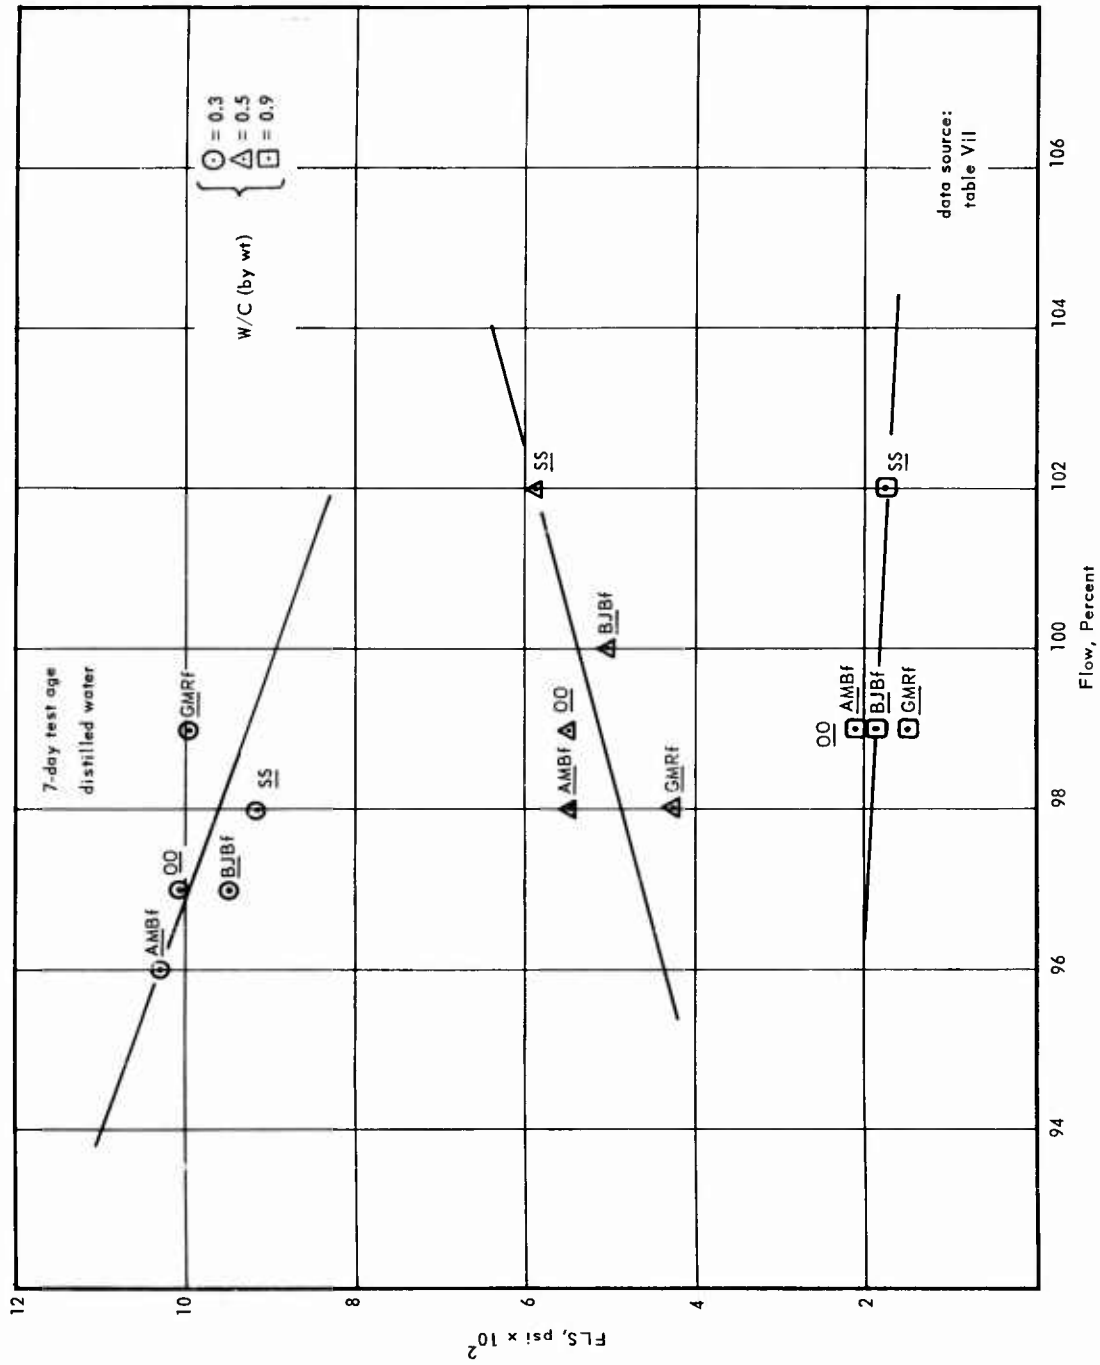 7-day test age
distilled water
W/C (by wt)
= 0.3
= 0.5
= 0.9
AMBf
OO
BJBf
SS
GMRf
AMBf
OO
GMRf
BJBf
SS
OO
AMBf
BJBf
GMRf
SS
data source:
table VII
12
10
8
6
4
2
FLS, psi x 10²
94
96
98
100
102
104
106
Flow, Percent